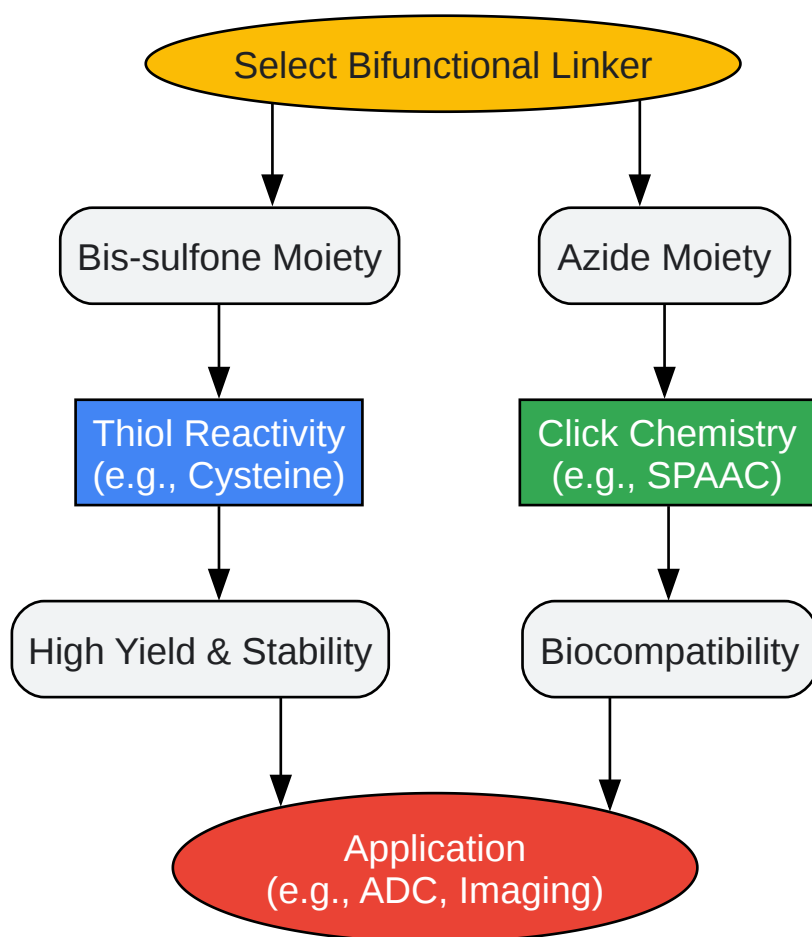 Select Bifunctional Linker
Bis-sulfone Moiety
Azide Moiety
Thiol Reactivity
(e.g., Cysteine)
Click Chemistry
(e.g., SPAAC)
High Yield & Stability
Biocompatibility
Application
(e.g., ADC, Imaging)